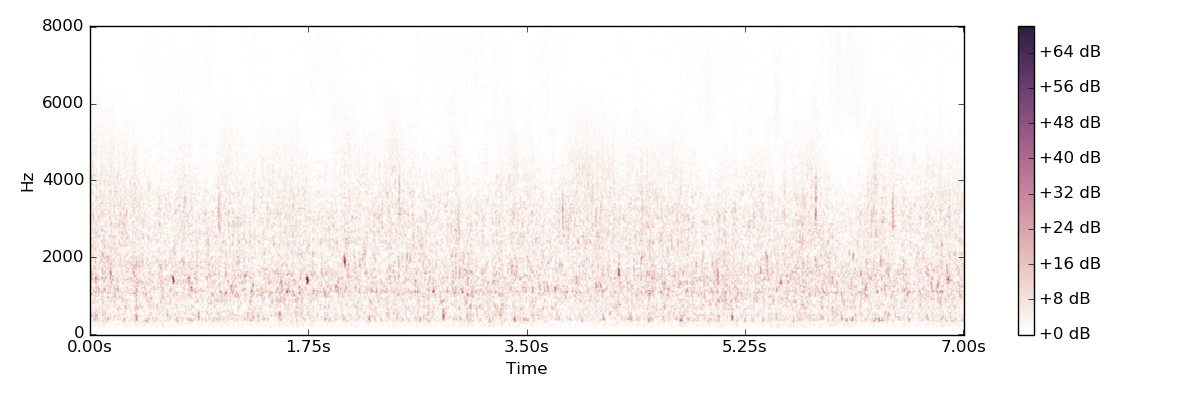 8000
6000
4000
2000
0
Hz
0.00s 1.75s 3.50s 5.25s 7.00s
Time
+64 dB
+56 dB
+48 dB
+40 dB
+32 dB
+24 dB
+16 dB
+8 dB
+0 dB